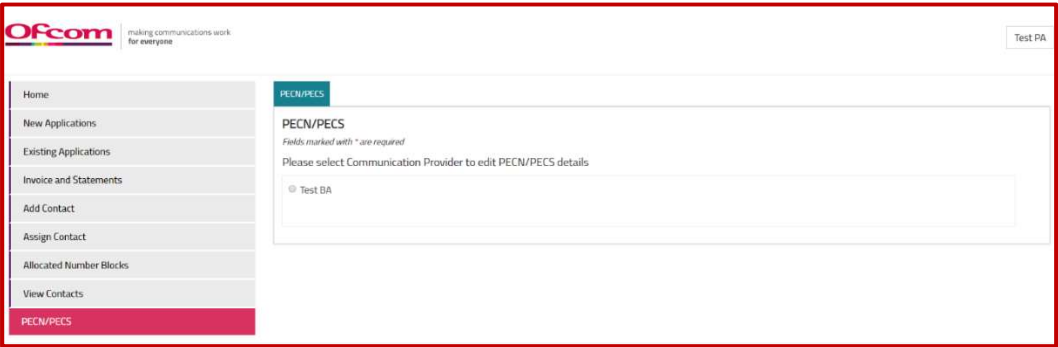 Ofcom
making communications work
for everyone
Test PA
Home
New Applications
Existing Applications
Invoice and Statements
Add Contact
Assign Contact
Allocated Number Blocks
View Contacts
PECN/PECS
PECN/PECS
PECN/PECS
Fields marked with * are required
Please select Communication Provider to edit PECN/PECS details
Test BA